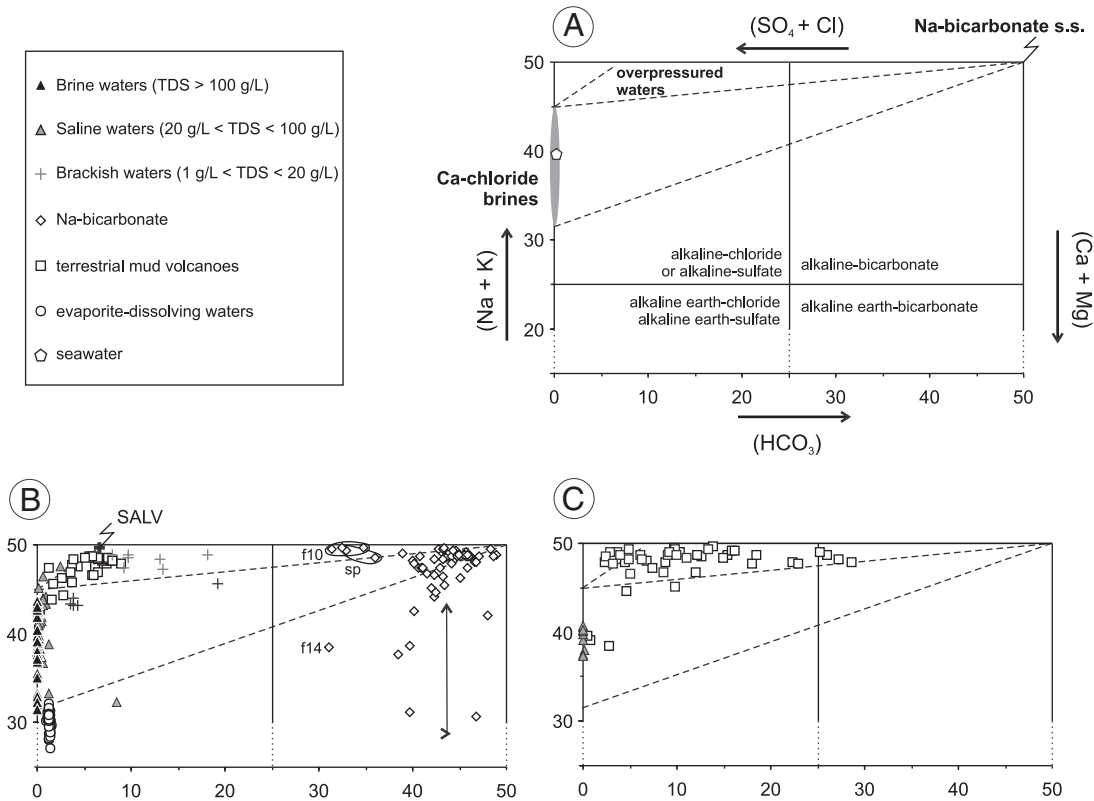 Brine waters (TDS > 100 g/L)
Saline waters (20 g/L < TDS < 100 g/L)
Brackish waters (1 g/L < TDS < 20 g/L)
Na-bicarbonate
terrestrial mud volcanoes
evaporite-dissolving waters
seawater
A
(SO4 + Cl)
Na-bicarbonate s.s.
50
overpressured
waters
40
Ca-chloride
brines
30
alkaline-chloride
or alkaline-sulfate
alkaline-bicarbonate
alkaline earth-chloride
alkaline earth-sulfate
alkaline earth-bicarbonate
20
(Na + K)
(Ca + Mg)
0
10
20
30
40
50
(HCO3)
B
SALV
50
f10
sp
40
f14
30
0
10
20
30
40
50
C
50
40
30
0
10
20
30
40
50